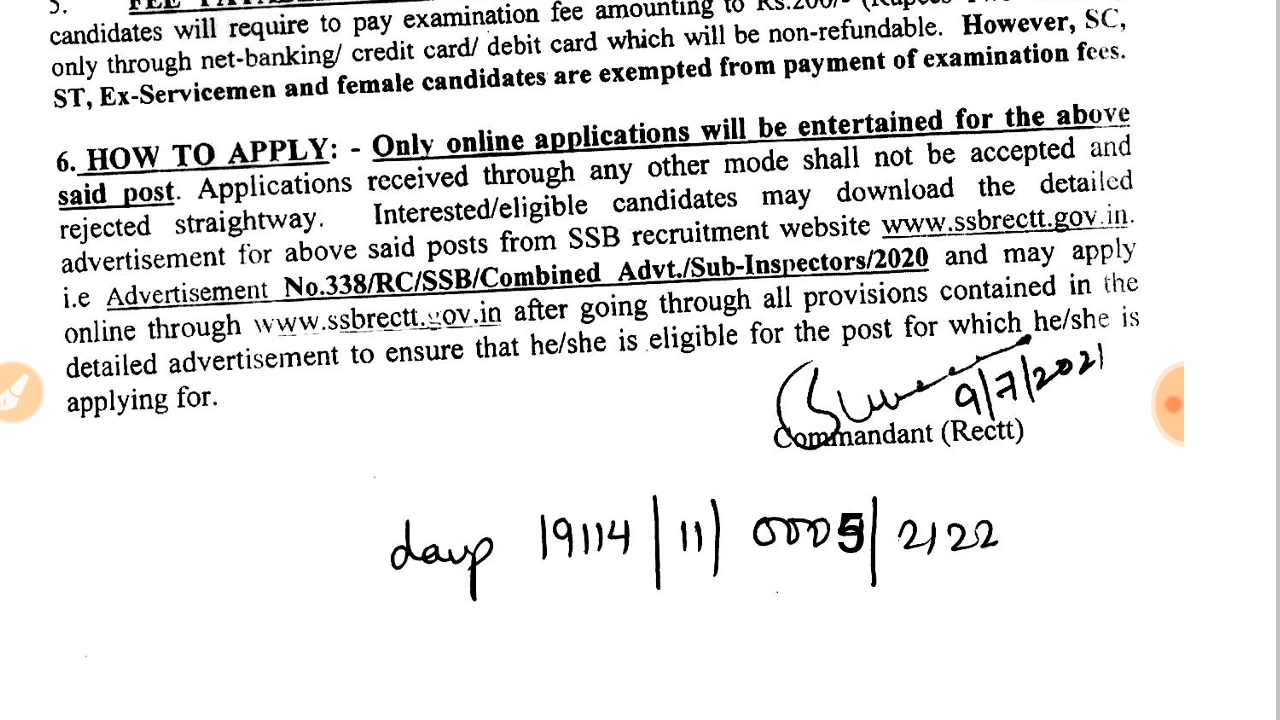 5.
candidates will require to pay examination fee amounting to Rs.200/-
only through net-banking/ credit card/ debit card which will be non-refundable. However, SC,
ST, Ex-Servicemen and female candidates are exempted from payment of examination fees.
6. HOW TO APPLY: - Only online applications will be entertained for the above
said post. Applications received through any other mode shall not be accepted and
rejected straightway. Interested/eligible candidates may download the detailed
advertisement for above said posts from SSB recruitment website www.ssbrectt.gov.in.
i.e Advertisement No.338/RC/SSB/Combined Advt./Sub-Inspectors/2020 and may apply
online through www.ssbrectt.gov.in after going through all provisions contained in the
detailed advertisement to ensure that he/she is eligible for the post for which he/she is
applying for.
9/7/2021
Commandant (Rectt)
davp 19114/11/0005/2122